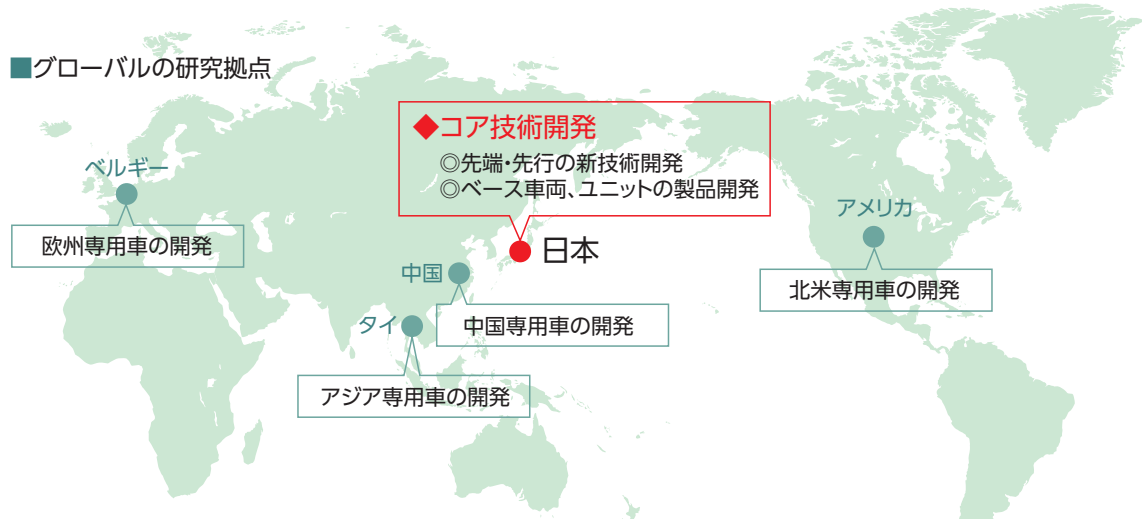 ■グローバルの研究拠点
◆コア技術開発
◎先端・先行の新技術開発
◎ベース車両、ユニットの製品開発
日本
ベルギー
欧州専用車の開発
中国
中国専用車の開発
タイ
アジア専用車の開発
アメリカ
北米専用車の開発